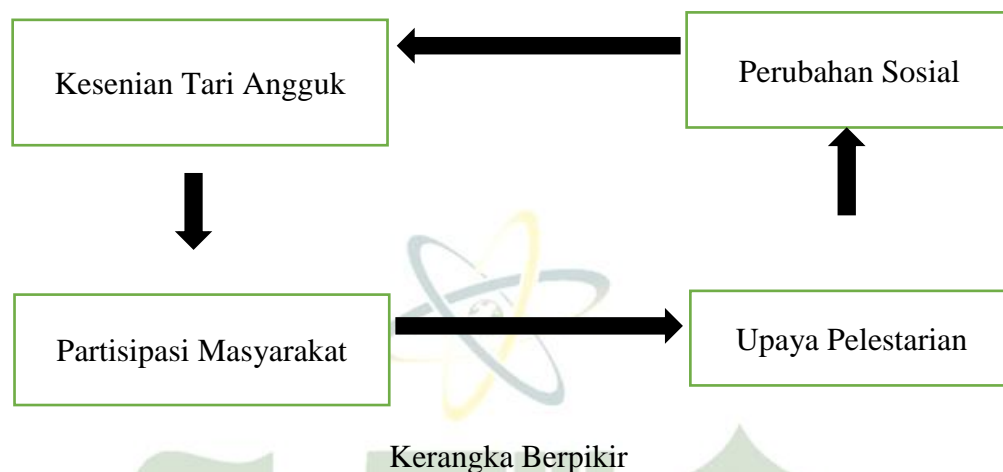 Kesenian Tari Angguk
Perubahan Sosial
Partisipasi Masyarakat
Upaya Pelestarian
Kerangka Berpikir